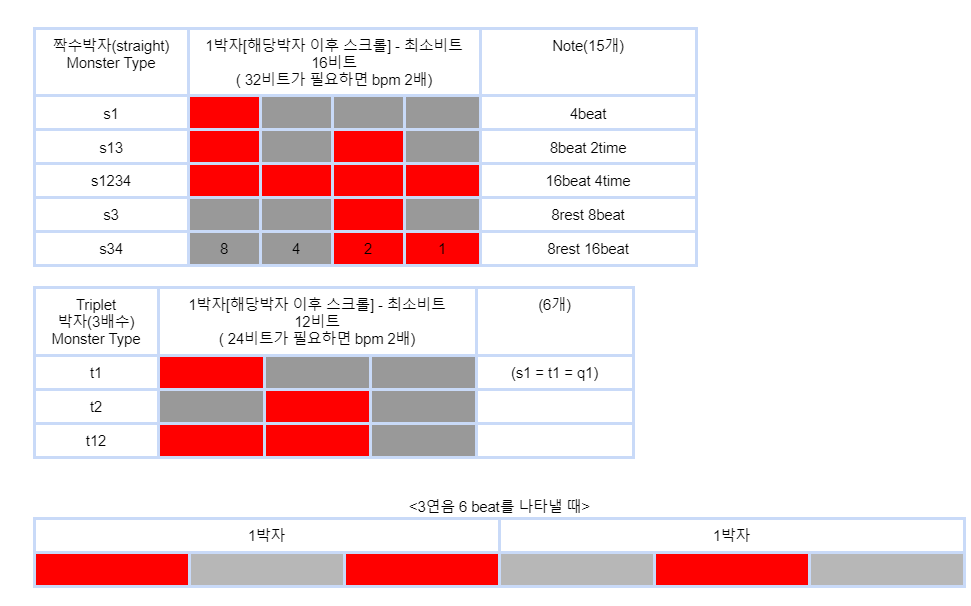 짝수박자(straight)
Monster Type
1박자[해당박자 이후 스크롤] - 최소비트
16비트
( 32비트가 필요하면 bpm 2배)
Note(15개)
s1
4beat
s13
8beat 2time
s1234
16beat 4time
s3
8rest 8beat
s34
8
4
2
1
8rest 16beat
Triplet
박자(3배수)
Monster Type
1박자[해당박자 이후 스크롤] - 최소비트
12비트
( 24비트가 필요하면 bpm 2배)
(6개)
t1
(s1 = t1 = q1)
t2
t12
<3연음 6 beat를 나타낼 때>
1박자
1박자